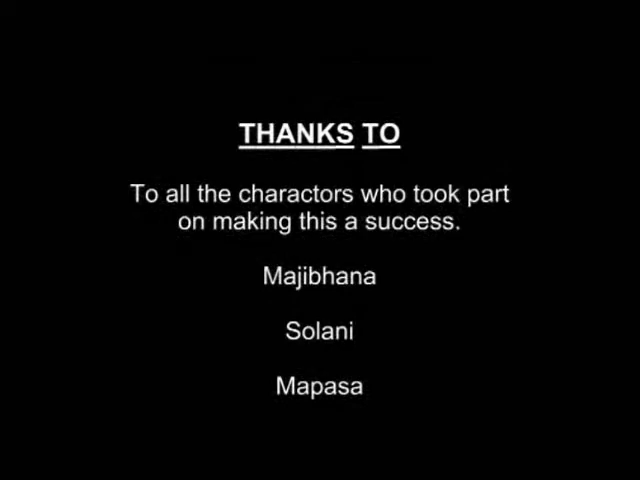 THANKS TO
To all the charactors who took part
on making this a success.
Majibhana
Solani
Mapasa